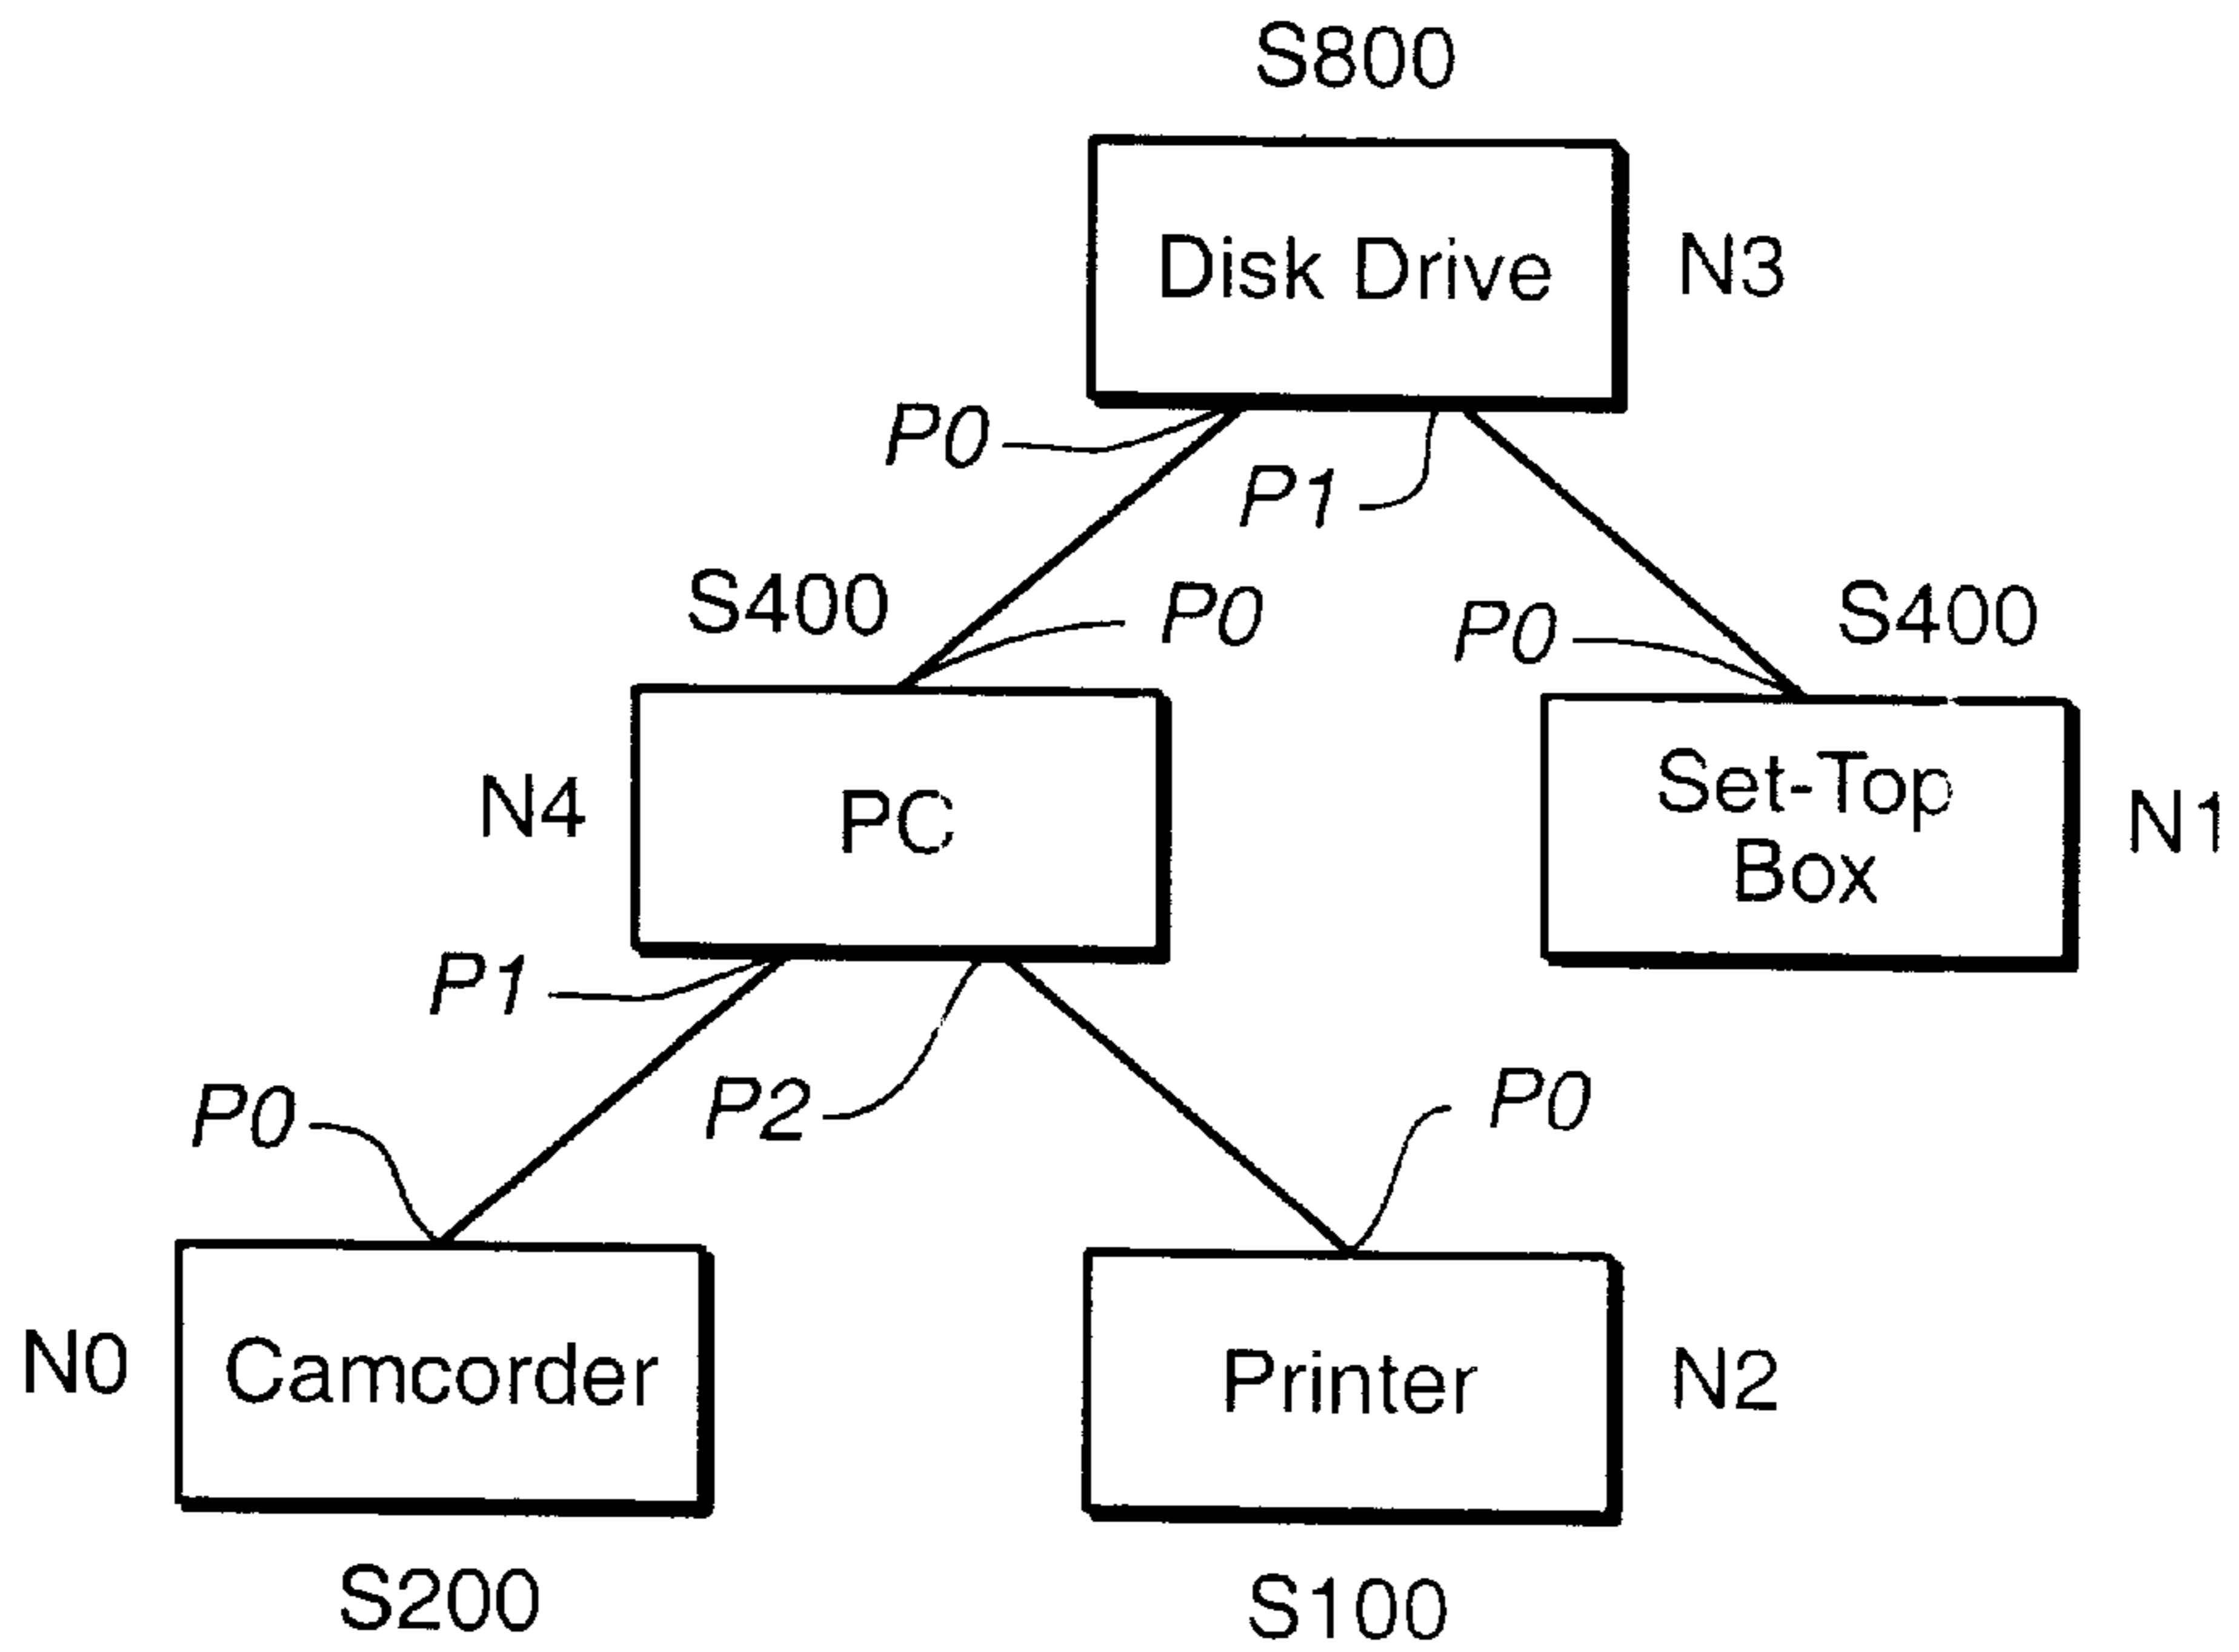 S800
Disk Drive
N3
P0
P1
S400
P0
P0
S400
N4
PC
Set-Top
Box
N1
P1
P0
P2
P0
N0
Camcorder
Printer
N2
S200
S100